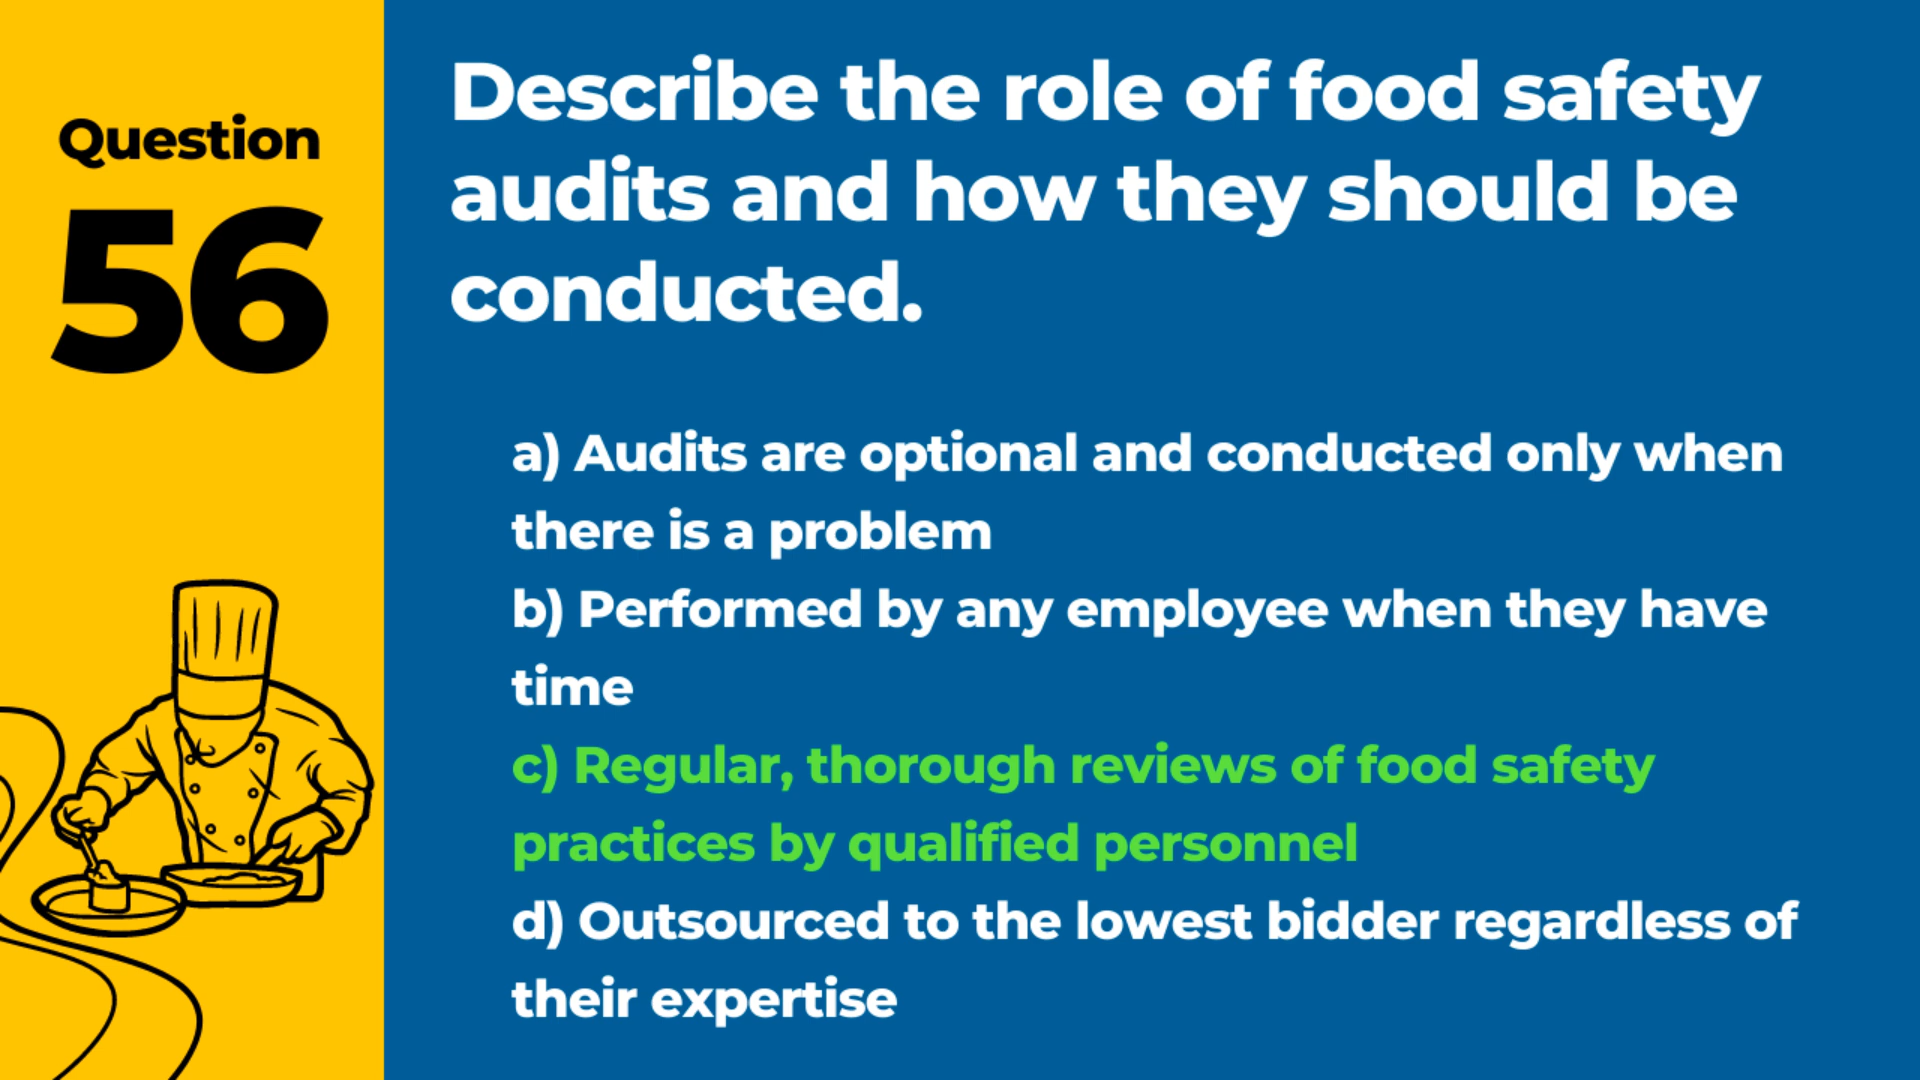 Question
56
Describe the role of food safety
audits and how they should be
conducted.
a) Audits are optional and conducted only when
there is a problem
b) Performed by any employee when they have
time
c) Regular, thorough reviews of food safety
practices by qualified personnel
d) Outsourced to the lowest bidder regardless of
their expertise